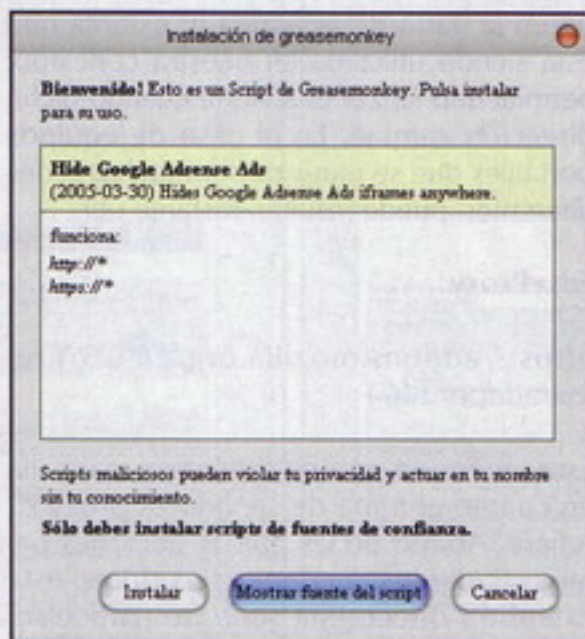 Instalación de greasemonkey
Bienvenido! Esto es un Script de Greasemonkey. Pulsa instalar
para su uso.
Hide Google Adsense Ads
(2005-03-30) Hides Google Adsense Ads iframes anywhere.
funciona:
http://*
https://*
Scripts maliciosos pueden violar tu privacidad y actuar en tu nombre
sin tu conocimiento.
Sólo debes instalar scripts de fuentes de confianza.
Instalar
Mostrar fuente del script
Cancelar